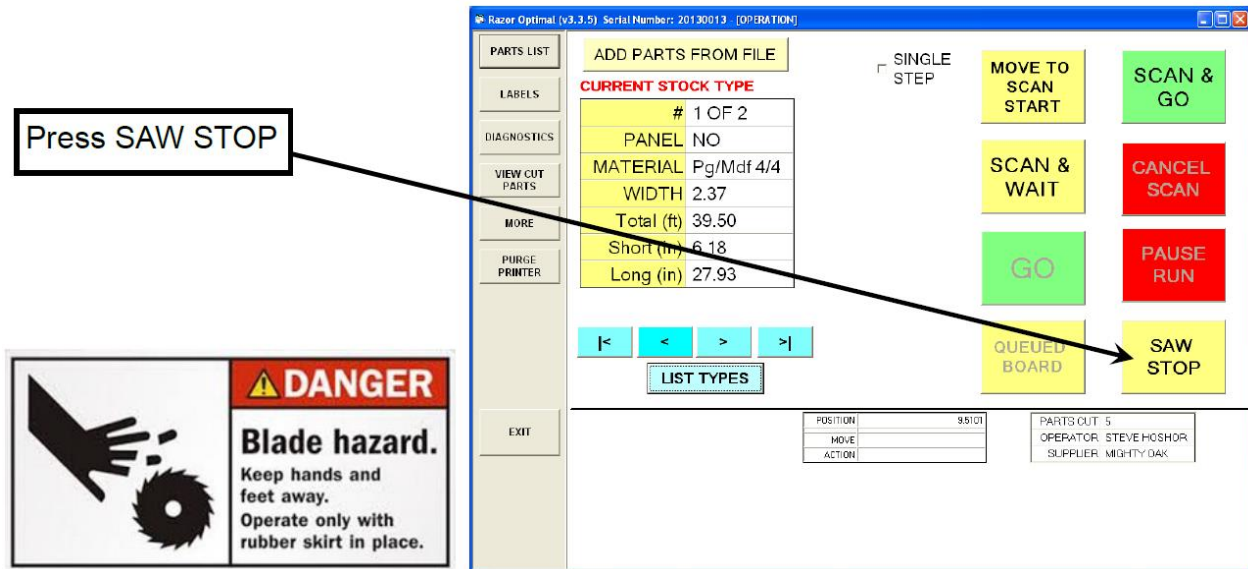 Razor Optimal (v3.3.5) Serial Number: 20130013 - [OPERATION]
PARTS LIST
LABELS
DIAGNOSTICS
VIEW CUT
PARTS
MORE
PURGE
PRINTER
EXIT
ADD PARTS FROM FILE
CURRENT STOCK TYPE
# 1 OF 2
PANEL NO
MATERIAL Pg/Mdf 4/4
WIDTH 2.37
Total (ft) 39.50
Short (in) 6.18
Long (in) 27.93
|< < > >|
LIST TYPES
SINGLE
STEP
MOVE TO
SCAN
START
SCAN &
GO
SCAN &
WAIT
CANCEL
SCAN
GO
PAUSE
RUN
QUEUED
BOARD
SAW
STOP
POSITION 9.5101
MOVE
ACTION
PARTS CUT 5
OPERATOR STEVE HOSHOR
SUPPLIER MIGHTY OAK
Press SAW STOP
DANGER
Blade hazard.
Keep hands and
feet away.
Operate only with
rubber skirt in place.